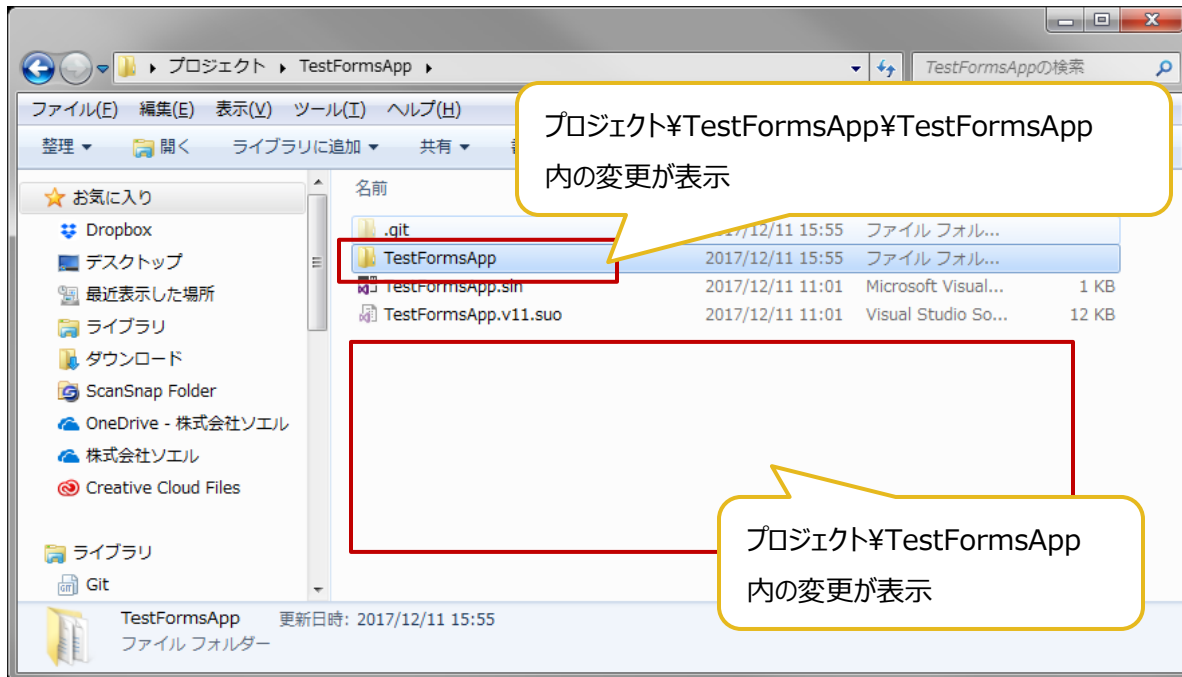 プロジェクト TestFormsApp
TestFormsAppの検索
ファイル(F) 編集(E) 表示(V) ツール(T) ヘルプ(H)
整理 開く ライブラリに追加 共有
プロジェクト¥TestFormsApp¥TestFormsApp
内の変更が表示
名前
.git 2017/12/11 15:55 ファイル フォル...
TestFormsApp 2017/12/11 15:55 ファイル フォル...
TestFormsApp.sln 2017/12/11 11:01 Microsoft Visual... 1 KB
TestFormsApp.v11.suo 2017/12/11 11:01 Visual Studio So... 12 KB
お気に入り
Dropbox
デスクトップ
最近表示した場所
ライブラリ
ダウンロード
ScanSnap Folder
OneDrive - 株式会社ソエル
株式会社ソエル
Creative Cloud Files
ライブラリ
Git
プロジェクト¥TestFormsApp
内の変更が表示
TestFormsApp 更新日時: 2017/12/11 15:55
ファイル フォルダー